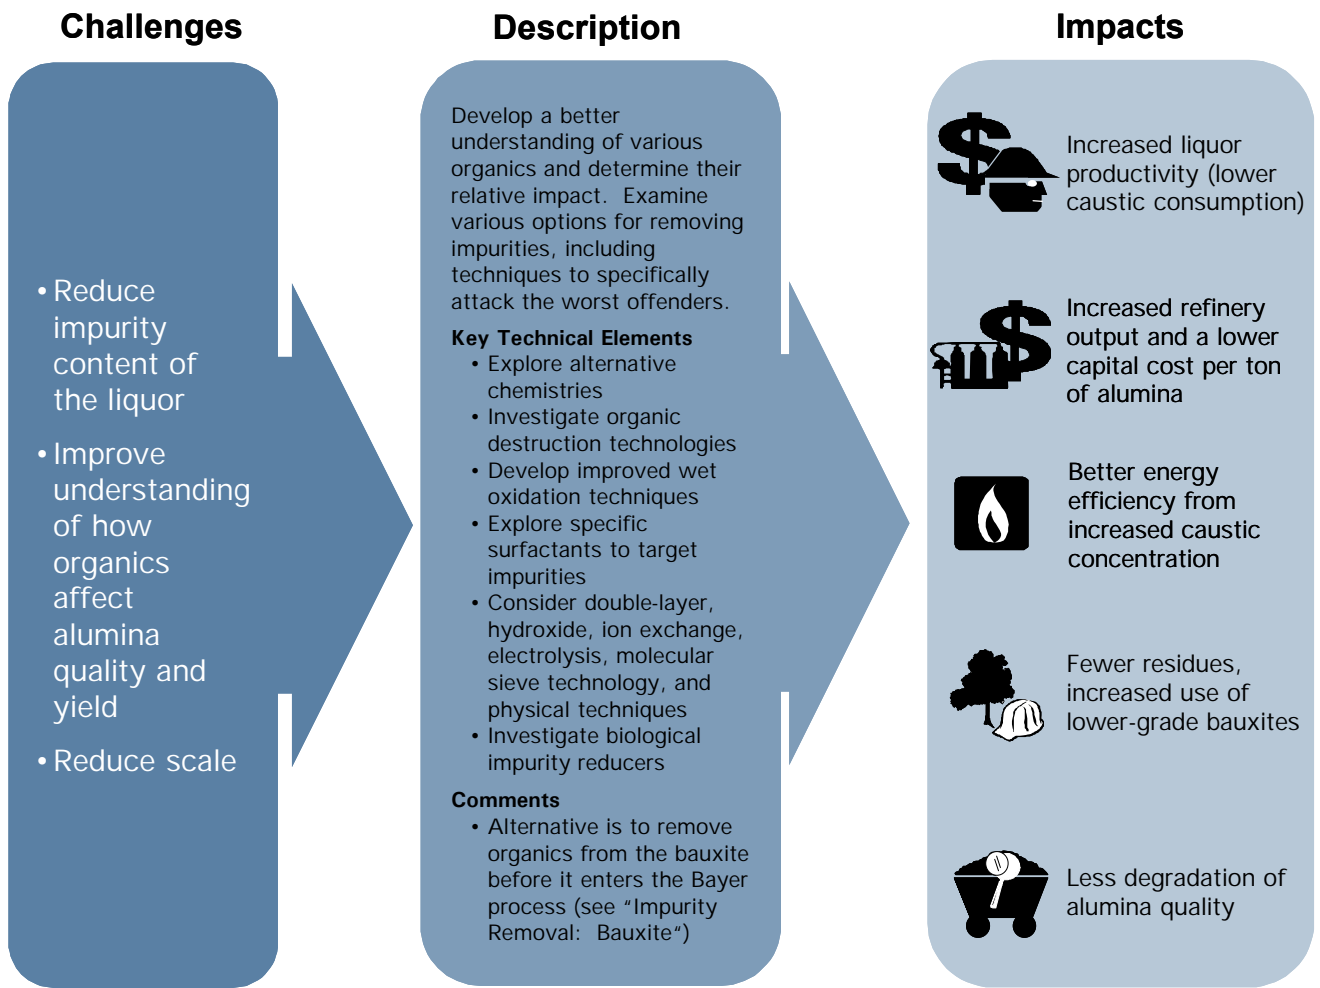 Challenges
• Reduce
impurity
content of
the liquor
• Improve
understanding
of how
organics
affect
alumina
quality and
yield
• Reduce scale
Description
Develop a better
understanding of various
organics and determine their
relative impact.  Examine
various options for removing
impurities, including
techniques to specifically
attack the worst offenders.
Key Technical Elements
• Explore alternative
chemistries
• Investigate organic
destruction technologies
• Develop improved wet
oxidation techniques
• Explore specific
surfactants to target
impurities
• Consider double-layer,
hydroxide, ion exchange,
electrolysis, molecular
sieve technology, and
physical techniques
• Investigate biological
impurity reducers
Comments
• Alternative is to remove
organics from the bauxite
before it enters the Bayer
process (see “Impurity
Removal:  Bauxite“)
Impacts
Increased liquor
productivity (lower
caustic consumption)
Increased refinery
output and a lower
capital cost per ton
of alumina
Better energy
efficiency from
increased caustic
concentration
Fewer residues,
increased use of
lower-grade bauxites
Less degradation of
alumina quality